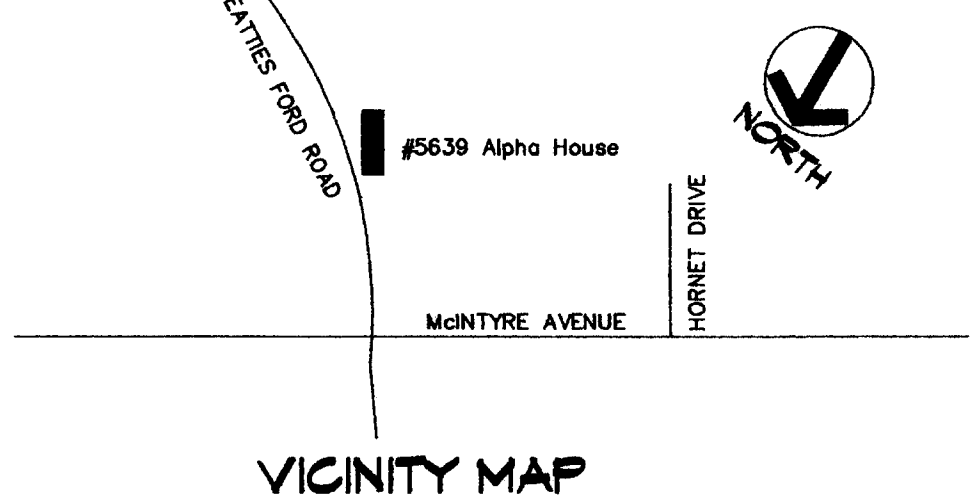 EATTIES FORD ROAD
#5639 Alpha House
NORTH
HORNET DRIVE
McINTYRE AVENUE
VICINITY MAP